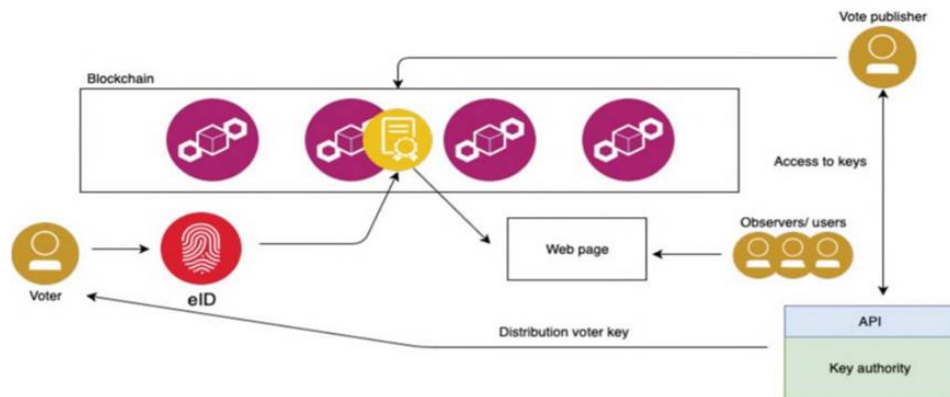 Vote publisher
Blockchain
Access to keys
Observers/ users
Web page
eID
Voter
API
Distribution voter key
Key authority